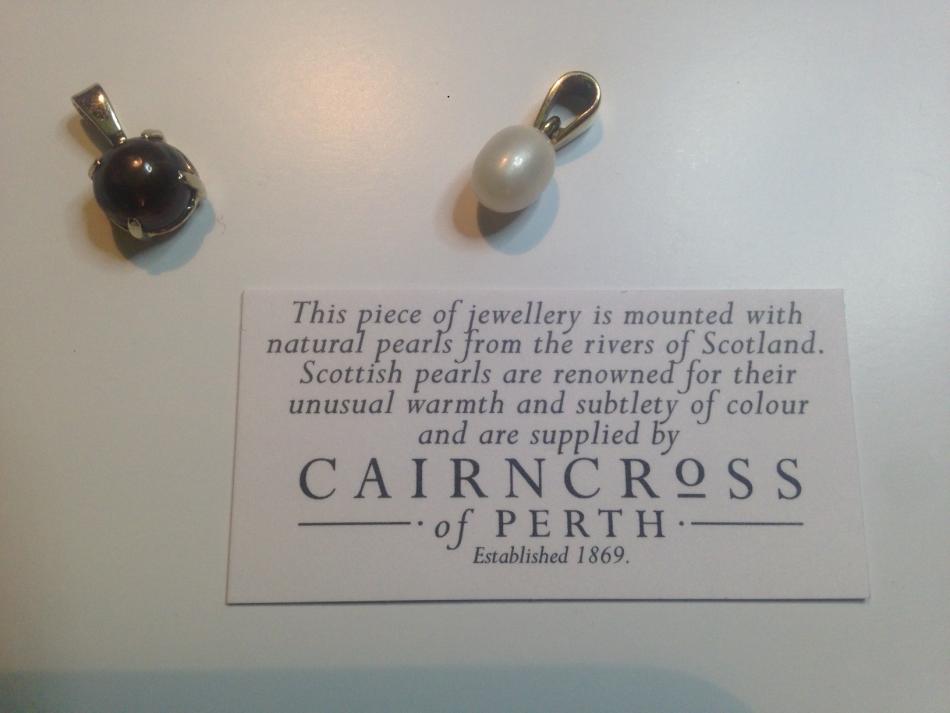 This piece of jewellery is mounted with
natural pearls from the rivers of Scotland.
Scottish pearls are renowned for their
unusual warmth and subtlety of colour
and are supplied by
CAIRNCROSS
of PERTH
Established 1869.